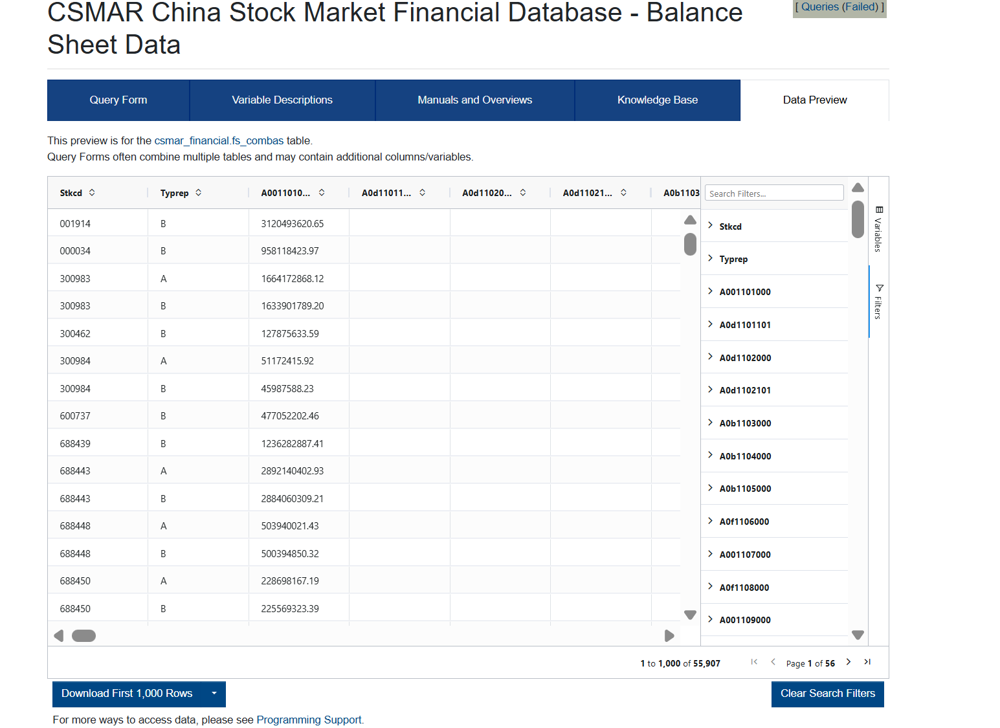 CSMAR China Stock Market Financial Database - Balance
Sheet Data
[ Queries (Failed) ]
Query Form
Variable Descriptions
Manuals and Overviews
Knowledge Base
Data Preview
This preview is for the csmar_financial.fs_combas table.
Query Forms often combine multiple tables and may contain additional columns/variables.
Stkcd Typrep A0011010... A0d11011... A0d11020... A0d11021... A0b1103
001914 B 3120493620.65
000034 B 958118423.97
300983 A 1664172868.12
300983 B 1633901789.20
300462 B 127875633.59
300984 A 51172415.92
300984 B 45987588.23
600737 B 477052202.46
688439 B 1236282887.41
688443 A 2892140402.93
688443 B 2884060309.21
688448 A 503940021.43
688448 B 500394850.32
688450 A 228698167.19
688450 B 225569323.39
Search Filters...
Stkcd
Typrep
A001101000
A0d1101101
A0d1102000
A0d1102101
A0b1103000
A0b1104000
A0b1105000
A0f1106000
A001107000
A0f1108000
A001109000
Variables
Filters
1 to 1,000 of 55,907
Page 1 of 56
Download First 1,000 Rows
Clear Search Filters
For more ways to access data, please see Programming Support.